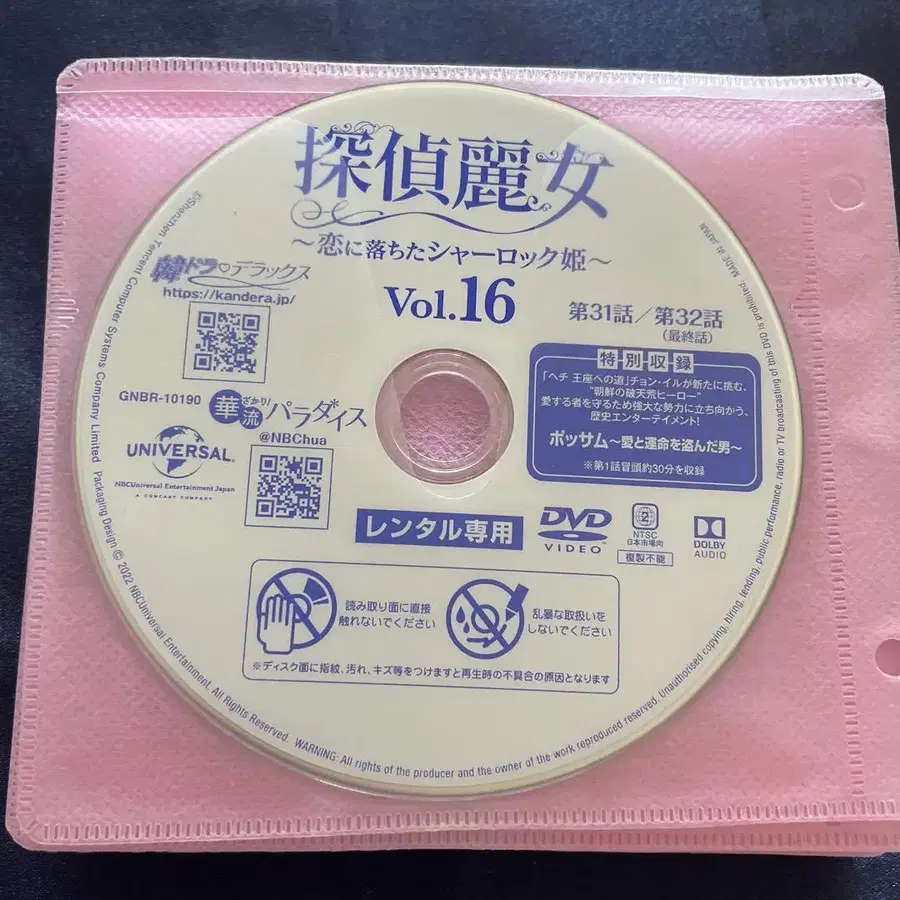 探偵麗女
～恋に落ちたシャーロック姫～
韓ドラ♡デラックス
https://kandera.jp/
Vol.16
第31話／第32話
(最終話)
GNBR-10190
華流
ざかり!
パラダイス
@NBChua
特別収録
「ヘチ 王座への道」チョン・イルが新たに挑む、
"朝鮮の破天荒ヒーロー"
愛する者を守るため強大な勢力に立ち向かう、
歴史エンターテイメント!
ポッサム～愛と運命を盗んだ男～
※第1話冒頭約30分を収録
UNIVERSAL
NBCUniversal Entertainment Japan
A COMCAST COMPANY
レンタル専用
DVD
VIDEO
2
NTSC
日本市場向
複製不能
DOLBY
AUDIO
読み取り面に直接
触れないでください
乱暴な取扱いを
しないでください
※ディスク面に指紋、汚れ、キズ等をつけますと再生時の不具合の原因となります
©Shenzhen Tencent Computer Systems Company Limited Packaging Design © 2022 NBCUniversal Entertainment. All Rights Reserved. WARNING: All rights of the producer and the owner of the work reproduced reserved. Unauthorised copying, hiring, lending, public performance, radio or TV broadcasting of this DVD is prohibited. MADE IN JAPAN